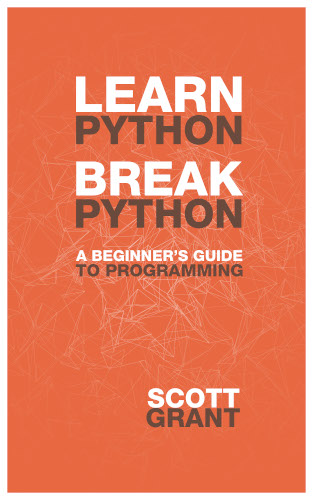 LEARN
PYTHON
BREAK
PYTHON
A BEGINNER'S GUIDE
TO PROGRAMMING
SCOTT
GRANT